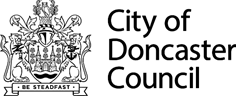 City of
Doncaster
Council
· BE STEADFAST ·